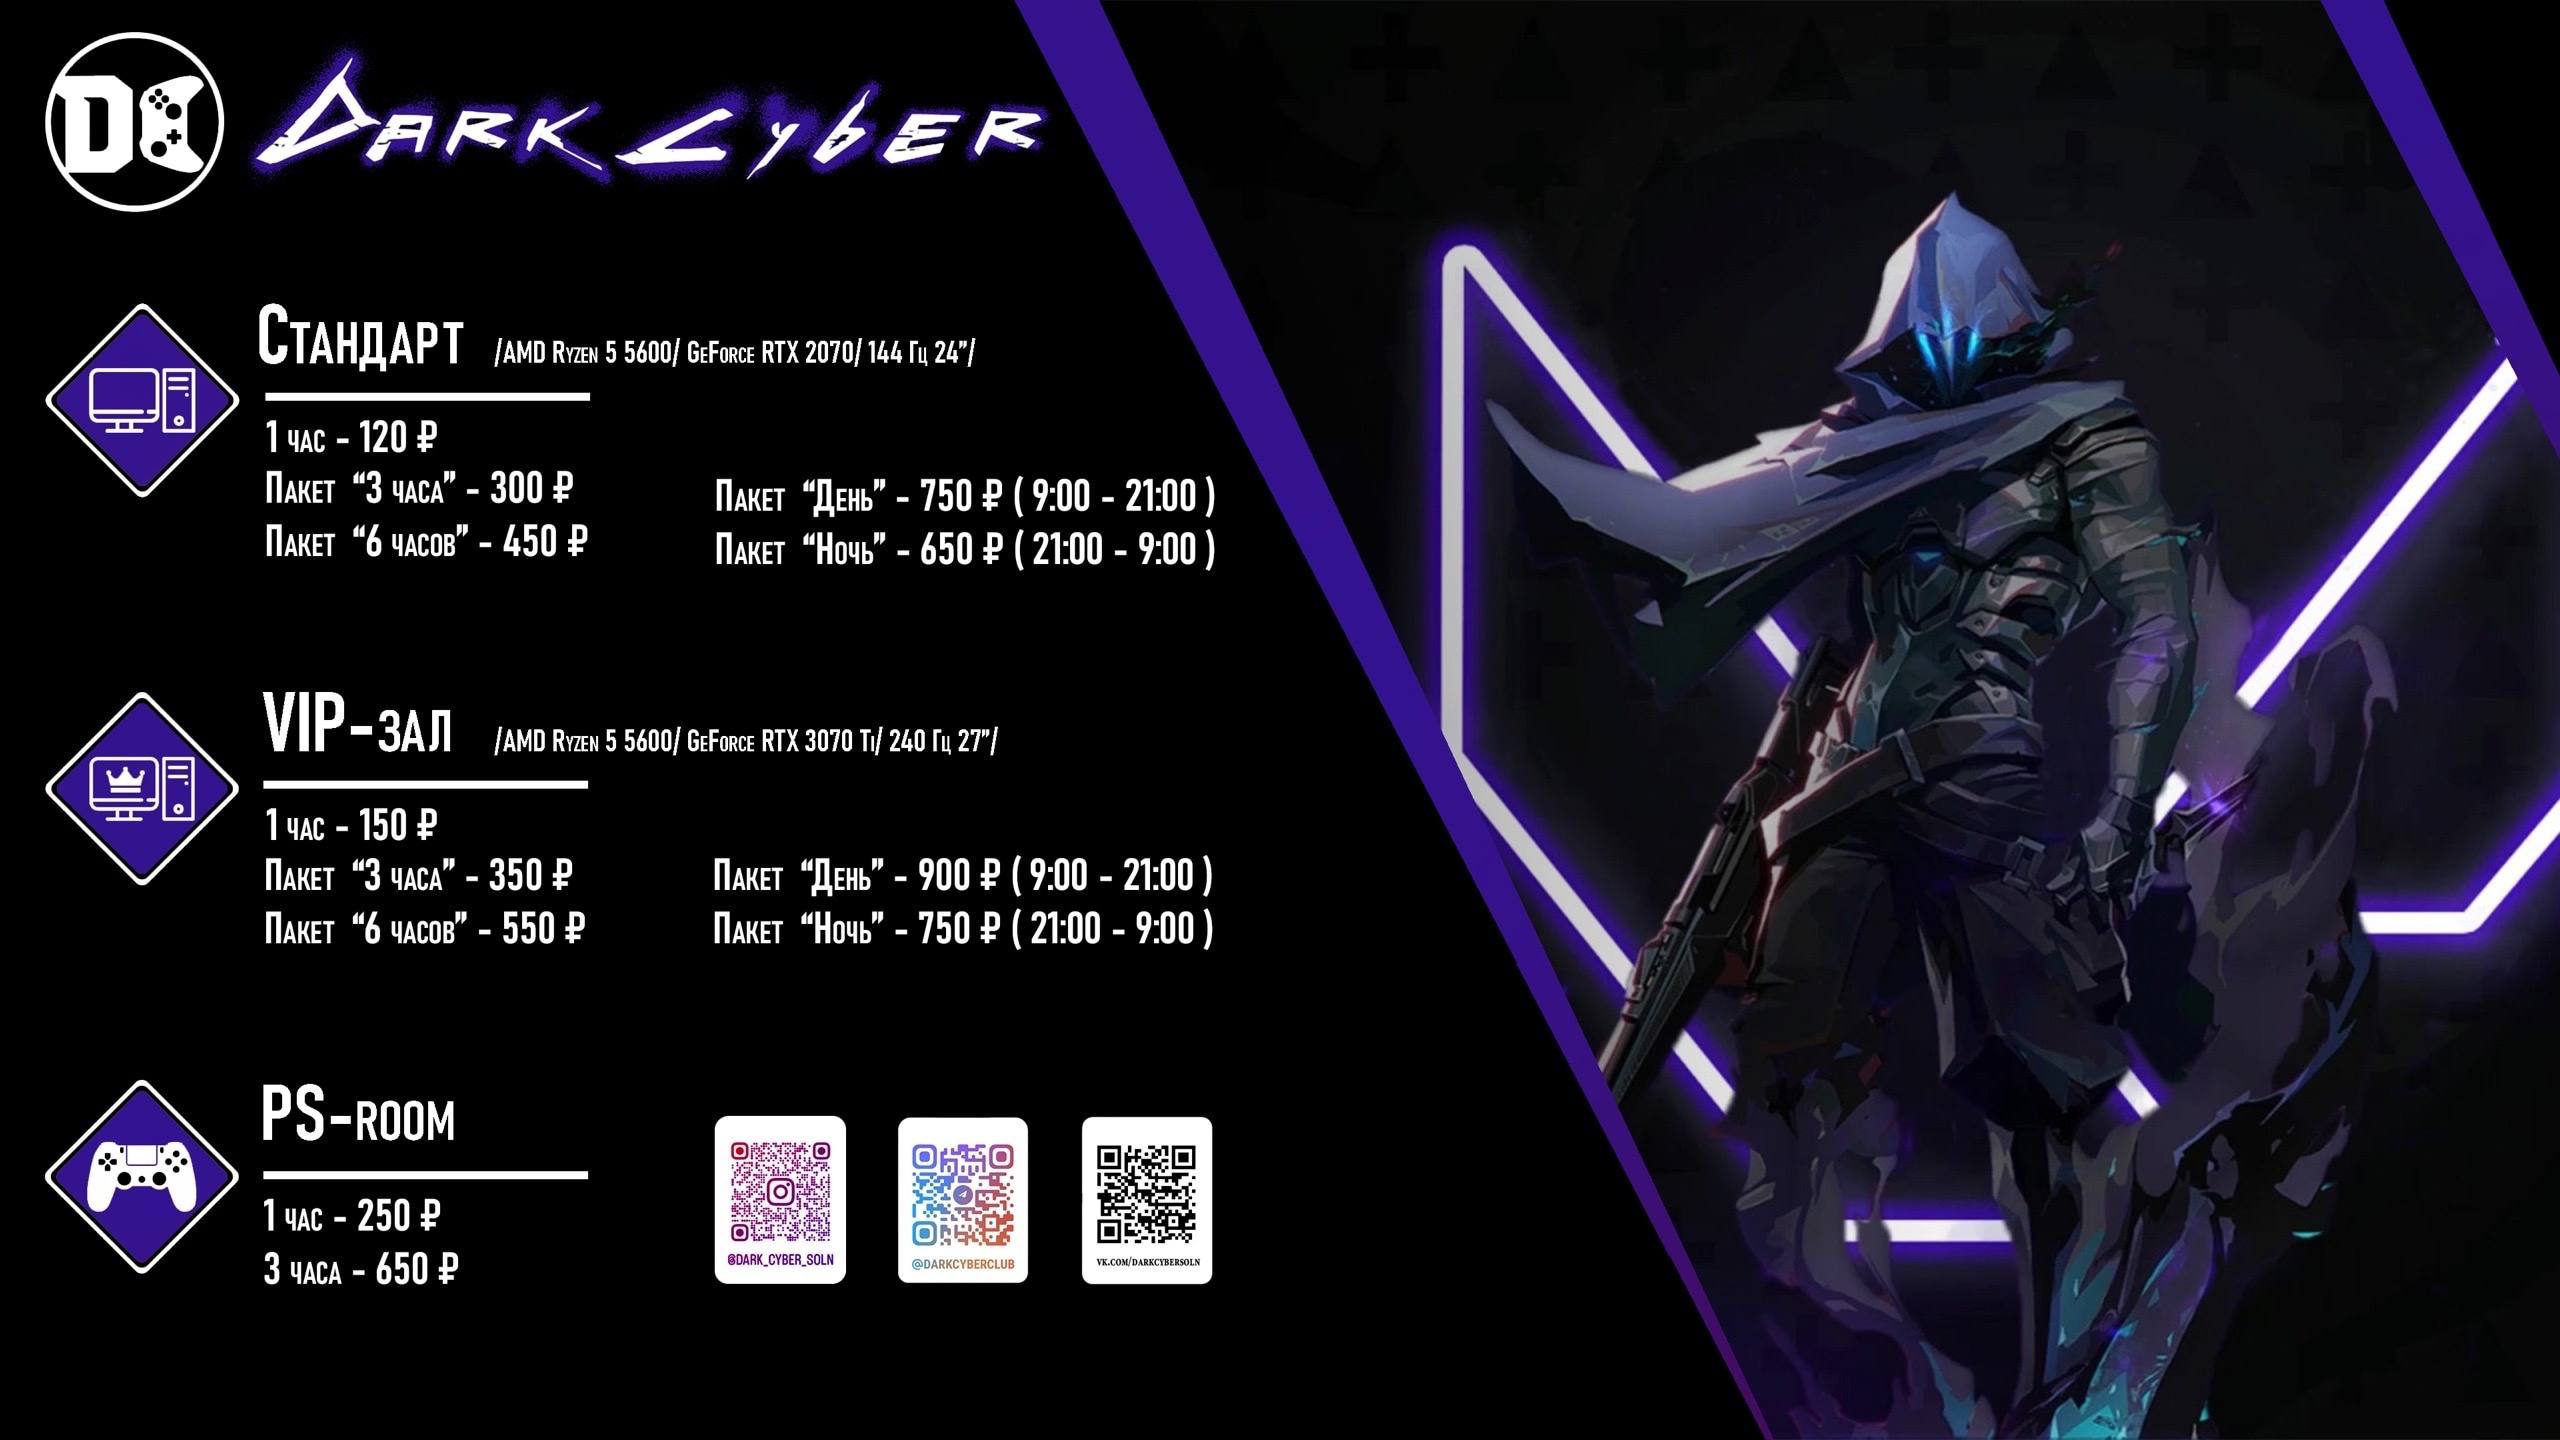 DC
Dark Cyber
Стандарт /AMD Ryzen 5 5600/ GeForce RTX 2070/ 144 Гц 24”/
1 час - 120 ₽
Пакет “3 часа” - 300 ₽
Пакет “6 часов” - 450 ₽
Пакет “День” - 750 ₽ ( 9:00 - 21:00 )
Пакет “Ночь” - 650 ₽ ( 21:00 - 9:00 )
VIP-зал /AMD Ryzen 5 5600/ GeForce RTX 3070 Ti/ 240 Гц 27”/
1 час - 150 ₽
Пакет “3 часа” - 350 ₽
Пакет “6 часов” - 550 ₽
Пакет “День” - 900 ₽ ( 9:00 - 21:00 )
Пакет “Ночь” - 750 ₽ ( 21:00 - 9:00 )
PS-room
1 час - 250 ₽
3 часа - 650 ₽
@DARK_CYBER_SOLN
@DARKCYBERCLUB
VK.COM/DARKCYBERSOLN